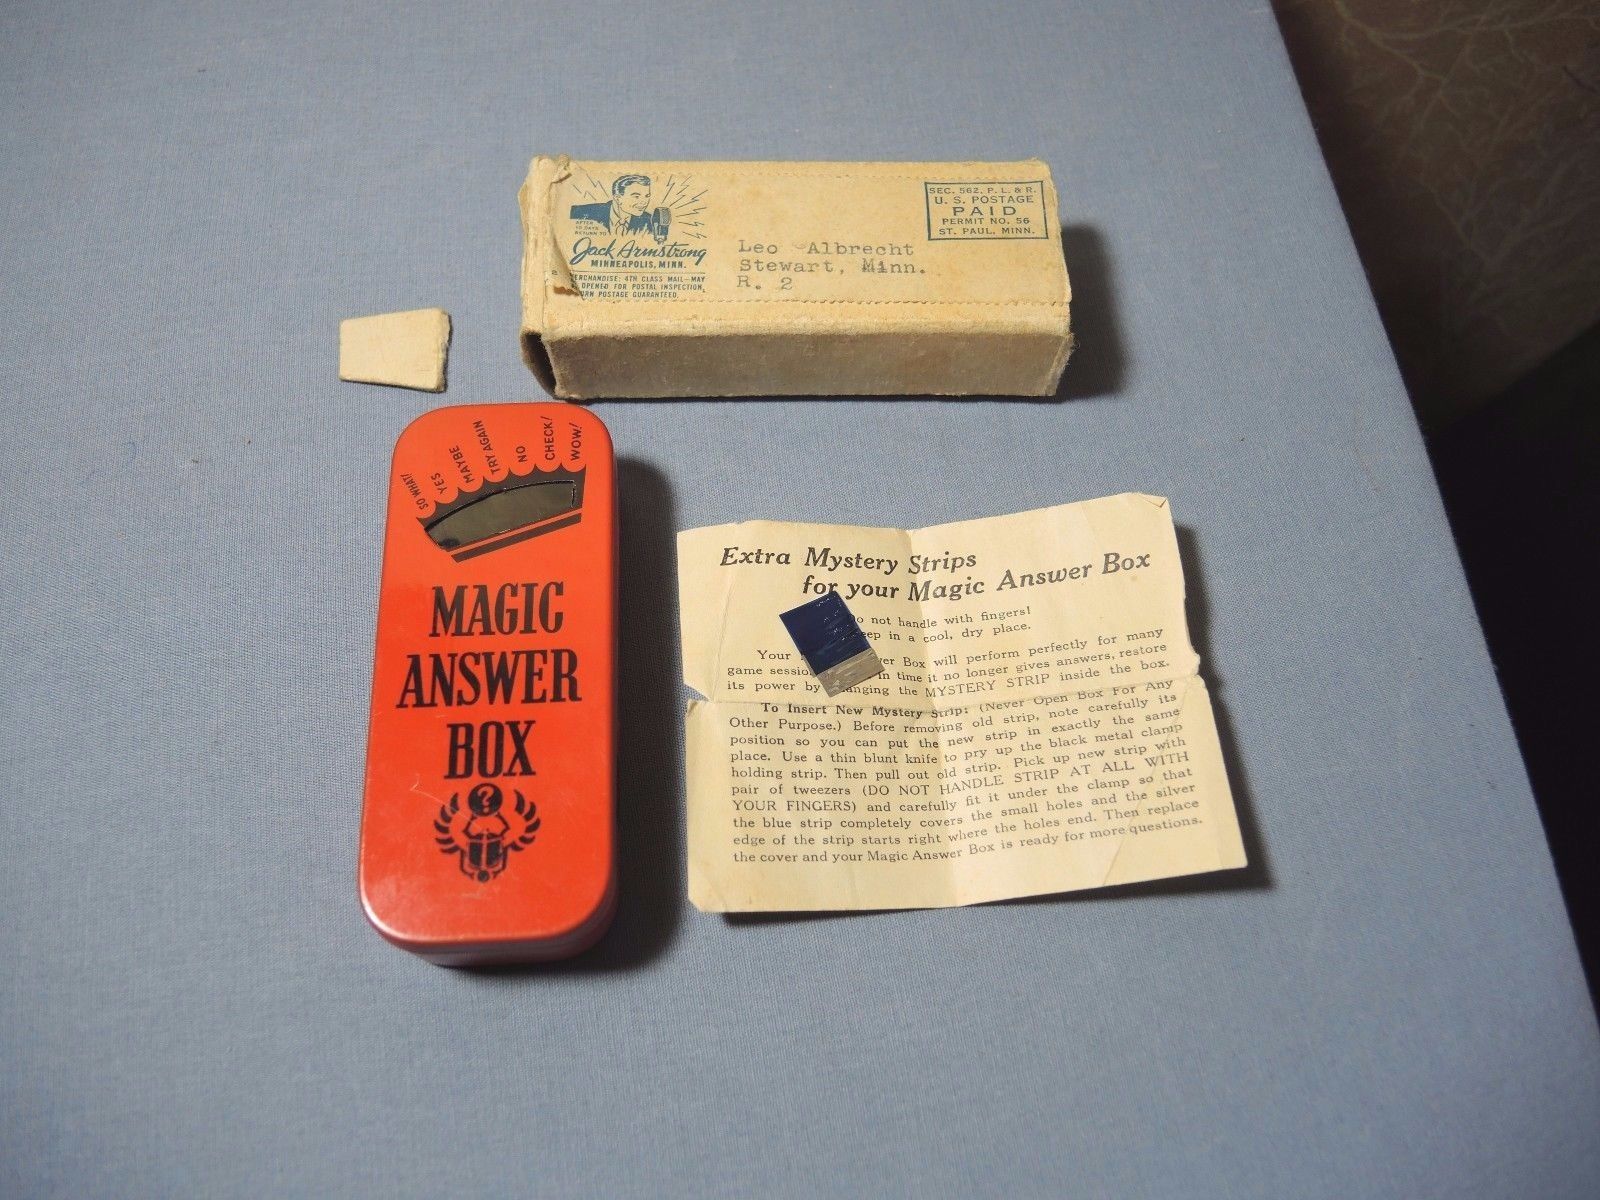 AFTER
10 DAYS
RETURN TO
Jack Armstrong
MINNEAPOLIS, MINN.
MERCHANDISE: 4TH CLASS MAIL—MAY
OPENED FOR POSTAL INSPECTION,
POSTAGE GUARANTEED.
SEC. 562, P. L. & R.
U. S. POSTAGE
PAID
PERMIT NO. 56
ST. PAUL, MINN.
Leo Albrecht
Stewart, Minn.
R. 2
SO WHAT!
YES
MAYBE
TRY AGAIN
NO
CHECK!
WOW!
MAGIC
ANSWER
BOX
?
Extra Mystery Strips
for your Magic Answer Box
Do not handle with fingers!
Keep in a cool, dry place.
Your Box will perform perfectly for many
game in time it no longer gives answers, restore
its power by changing the MYSTERY STRIP inside the box.
To Insert New Mystery Strip: (Never Open Box For Any
Other Purpose.) Before removing old strip, note carefully its
position so you can put the new strip in exactly the same
place. Use a thin blunt knife to pry up the black metal clamp
holding strip. Then pull out old strip. Pick up new strip with
pair of tweezers (DO NOT HANDLE STRIP AT ALL WITH
YOUR FINGERS) and carefully fit it under the clamp so that
the blue strip completely covers the small holes and the silver
edge of the strip starts right where the holes end. Then replace
the cover and your Magic Answer Box is ready for more questions.